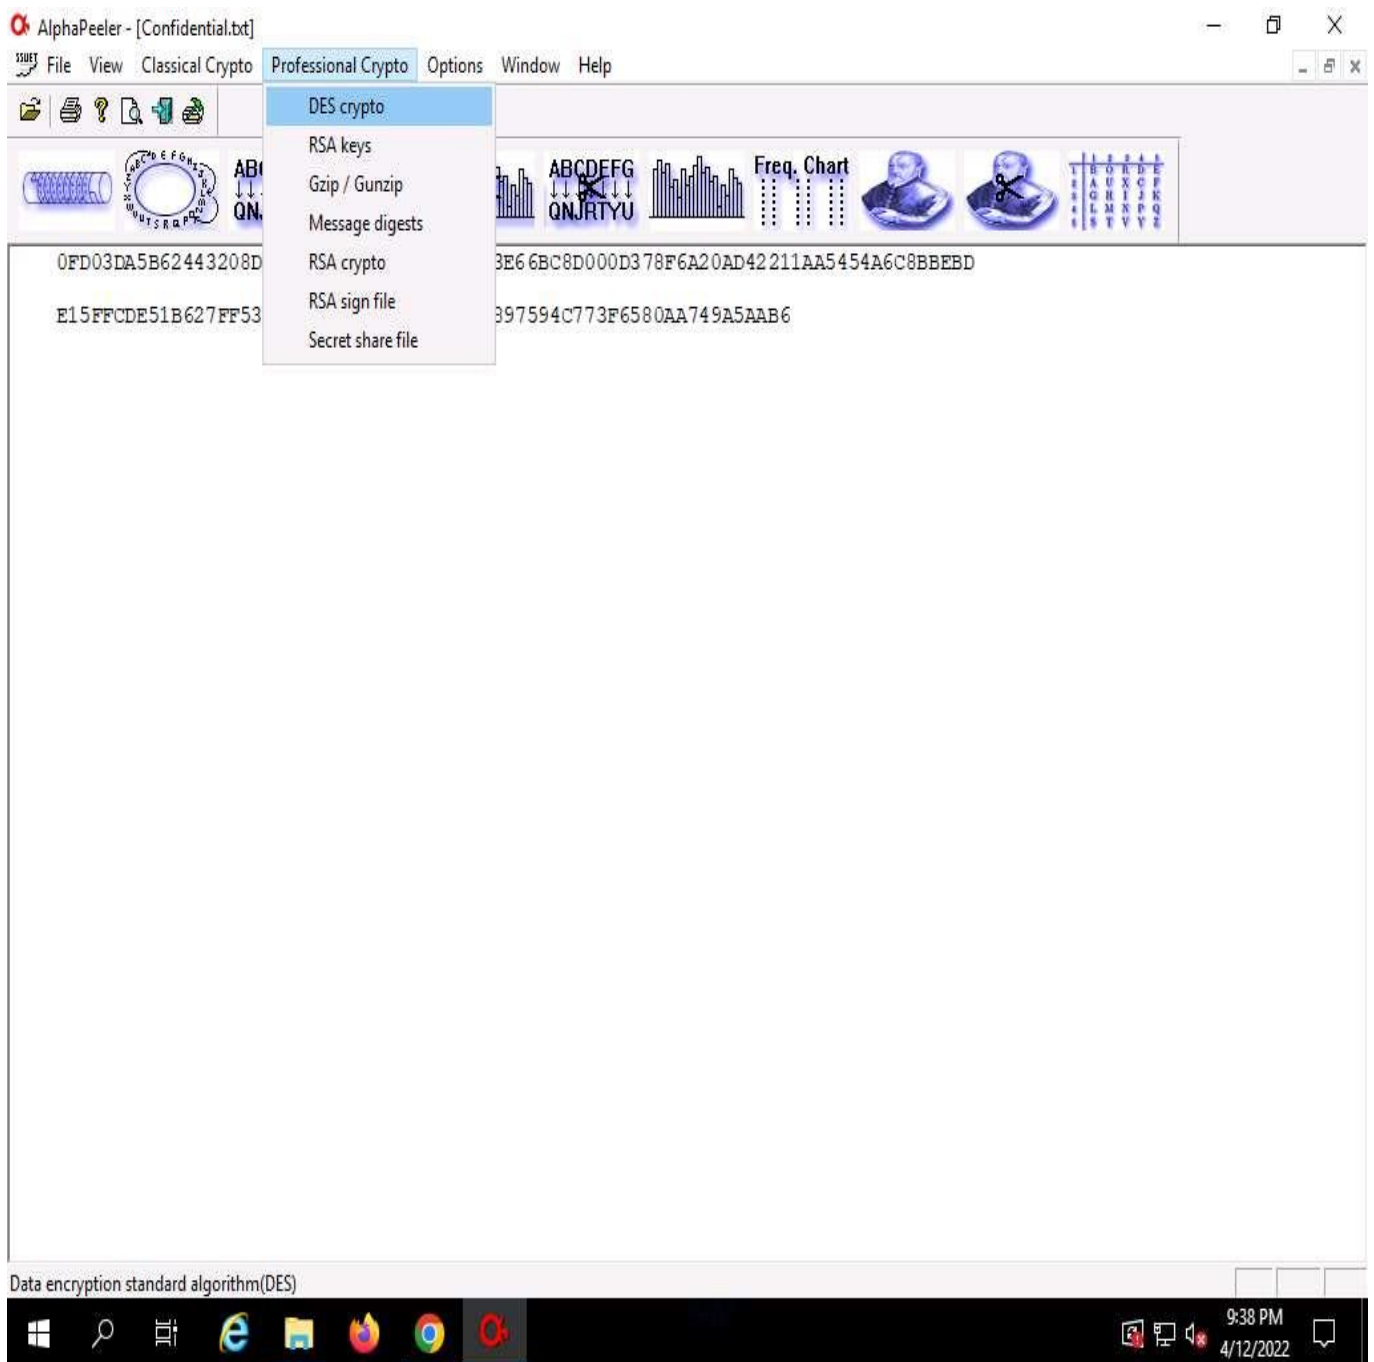 AlphaPeeler - [Confidential.txt]
File View Classical Crypto Professional Crypto Options Window Help
DES crypto
RSA keys
Gzip / Gunzip
Message digests
RSA crypto
RSA sign file
Secret share file
ABCDEFG
QNJRTYU
Freq. Chart
0FD03DA5B62443208D
3E66BC8D000D378F6A20AD42211AA5454A6C8BBEBD
E15FFCDE51B627FF53
397594C773F6580AA749A5AAB6
Data encryption standard algorithm(DES)
9:38 PM
4/12/2022